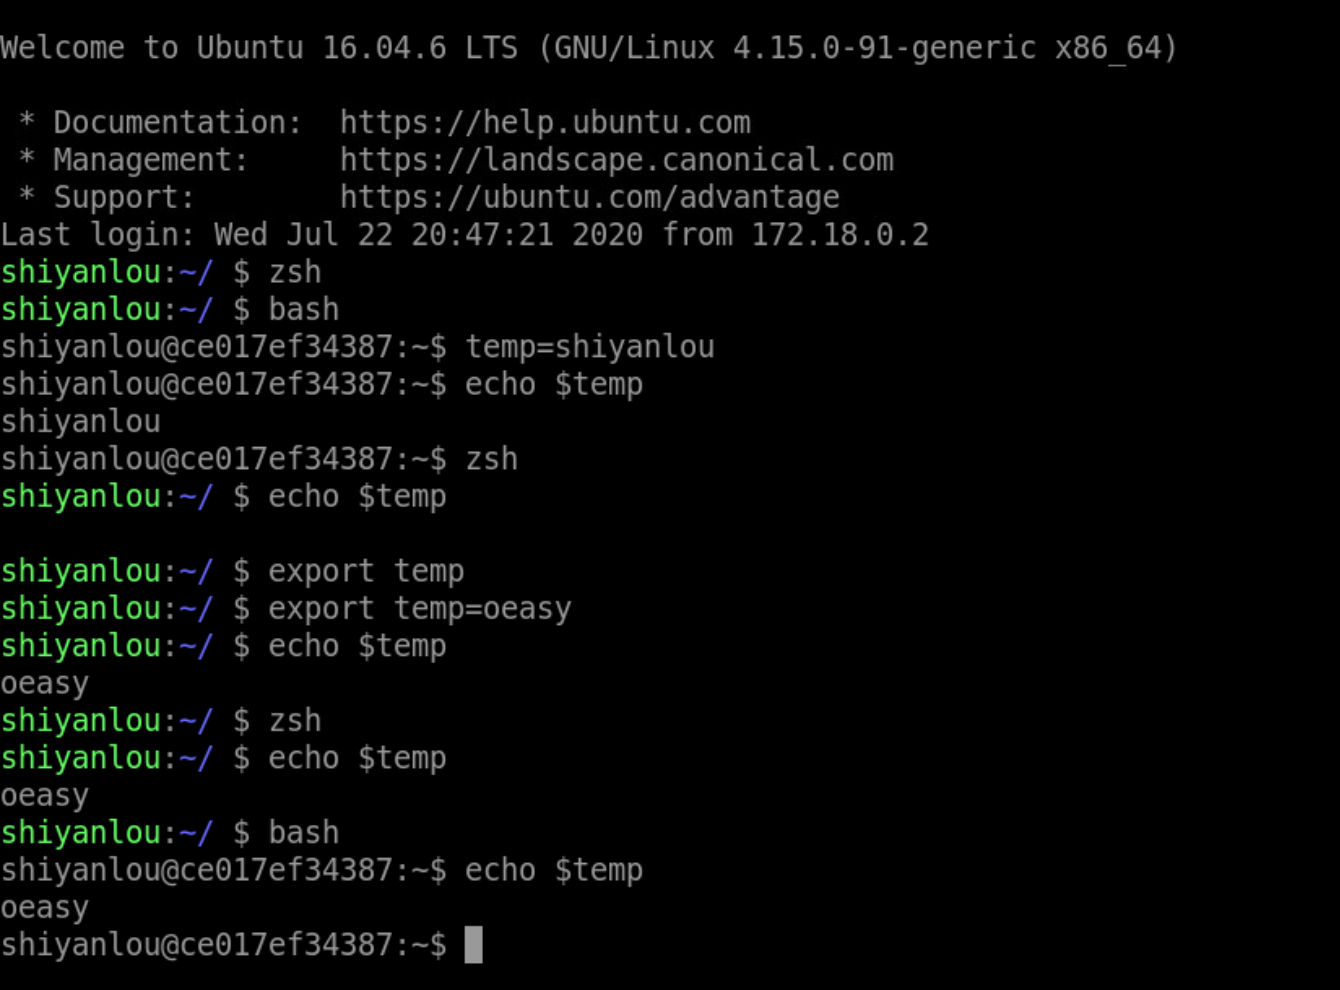 Welcome to Ubuntu 16.04.6 LTS (GNU/Linux 4.15.0-91-generic x86_64)
 * Documentation:  https://help.ubuntu.com
 * Management:     https://landscape.canonical.com
 * Support:        https://ubuntu.com/advantage
Last login: Wed Jul 22 20:47:21 2020 from 172.18.0.2
shiyanlou:~/ $ zsh
shiyanlou:~/ $ bash
shiyanlou@ce017ef34387:~$ temp=shiyanlou
shiyanlou@ce017ef34387:~$ echo $temp
shiyanlou
shiyanlou@ce017ef34387:~$ zsh
shiyanlou:~/ $ echo $temp
shiyanlou:~/ $ export temp
shiyanlou:~/ $ export temp=oeasy
shiyanlou:~/ $ echo $temp
oeasy
shiyanlou:~/ $ zsh
shiyanlou:~/ $ echo $temp
oeasy
shiyanlou:~/ $ bash
shiyanlou@ce017ef34387:~$ echo $temp
oeasy
shiyanlou@ce017ef34387:~$